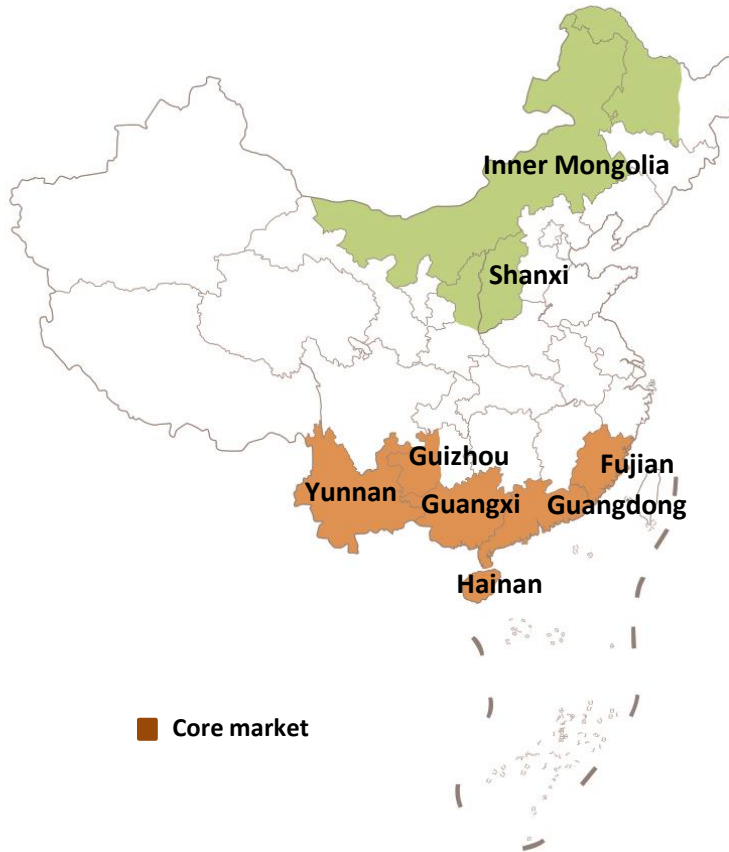 Inner Mongolia
Shanxi
Guizhou
Fujian
Yunnan
Guangxi
Guangdong
Hainan
Core market